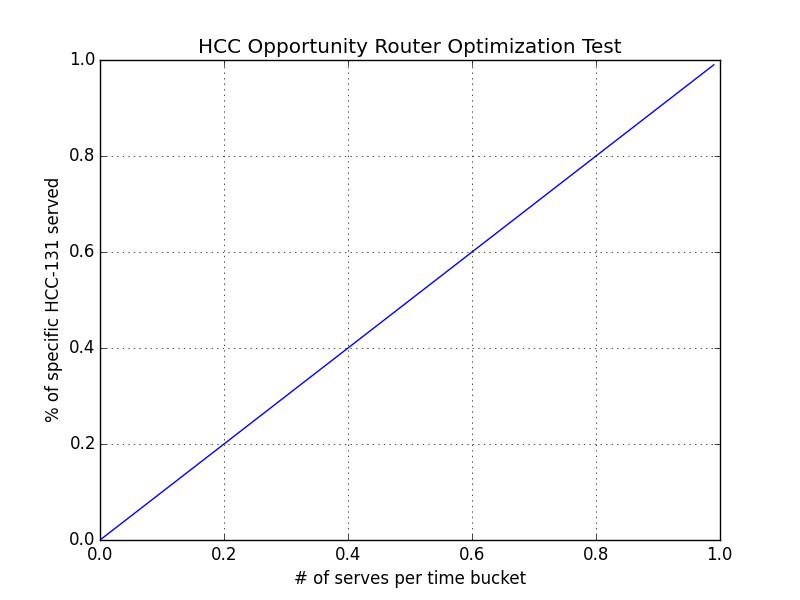 HCC Opportunity Router Optimization Test
1.0
0.8
0.6
0.4
0.2
0.0
% of specific HCC-131 served
0.0 0.2 0.4 0.6 0.8 1.0
# of serves per time bucket